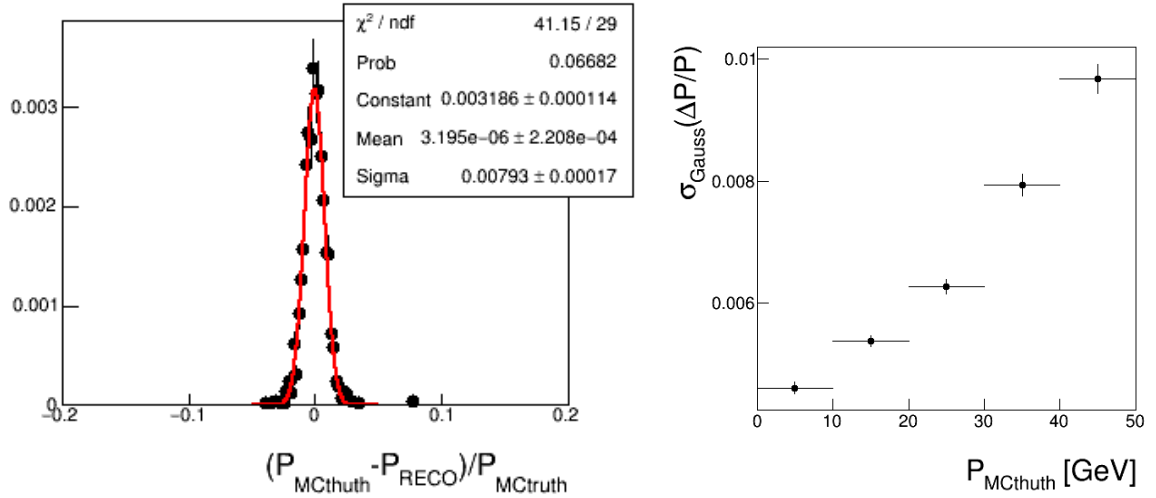 χ² / ndf 41.15 / 29
Prob 0.06682
Constant 0.003186 ± 0.000114
Mean 3.195e−06 ± 2.208e−04
Sigma 0.00793 ± 0.00017
0.003
0.002
0.001
0
−0.2 −0.1 0 0.1 0.2
(P_MCthuth-P_RECO)/P_MCtruth
σ_Gauss(ΔP/P)
0.01
0.008
0.006
0 10 20 30 40 50
P_MCthuth [GeV]